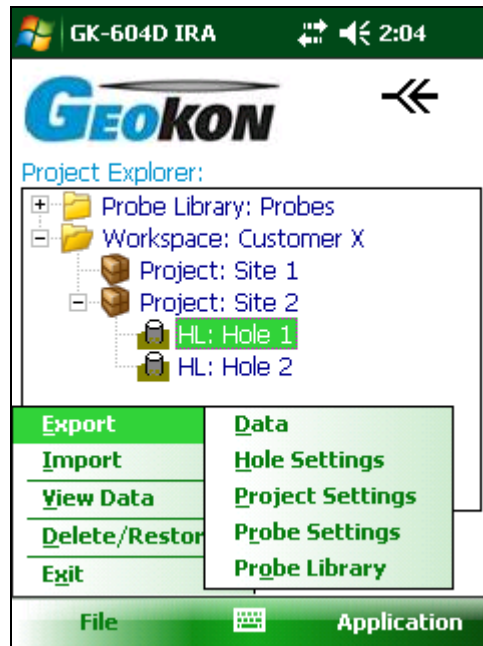 GK-604D IRA 2:04
GEOKON
Project Explorer:
Probe Library: Probes
Workspace: Customer X
Project: Site 1
Project: Site 2
HL: Hole 1
HL: Hole 2
Export
Import
View Data
Delete/Restor
Exit
Data
Hole Settings
Project Settings
Probe Settings
Probe Library
File Application